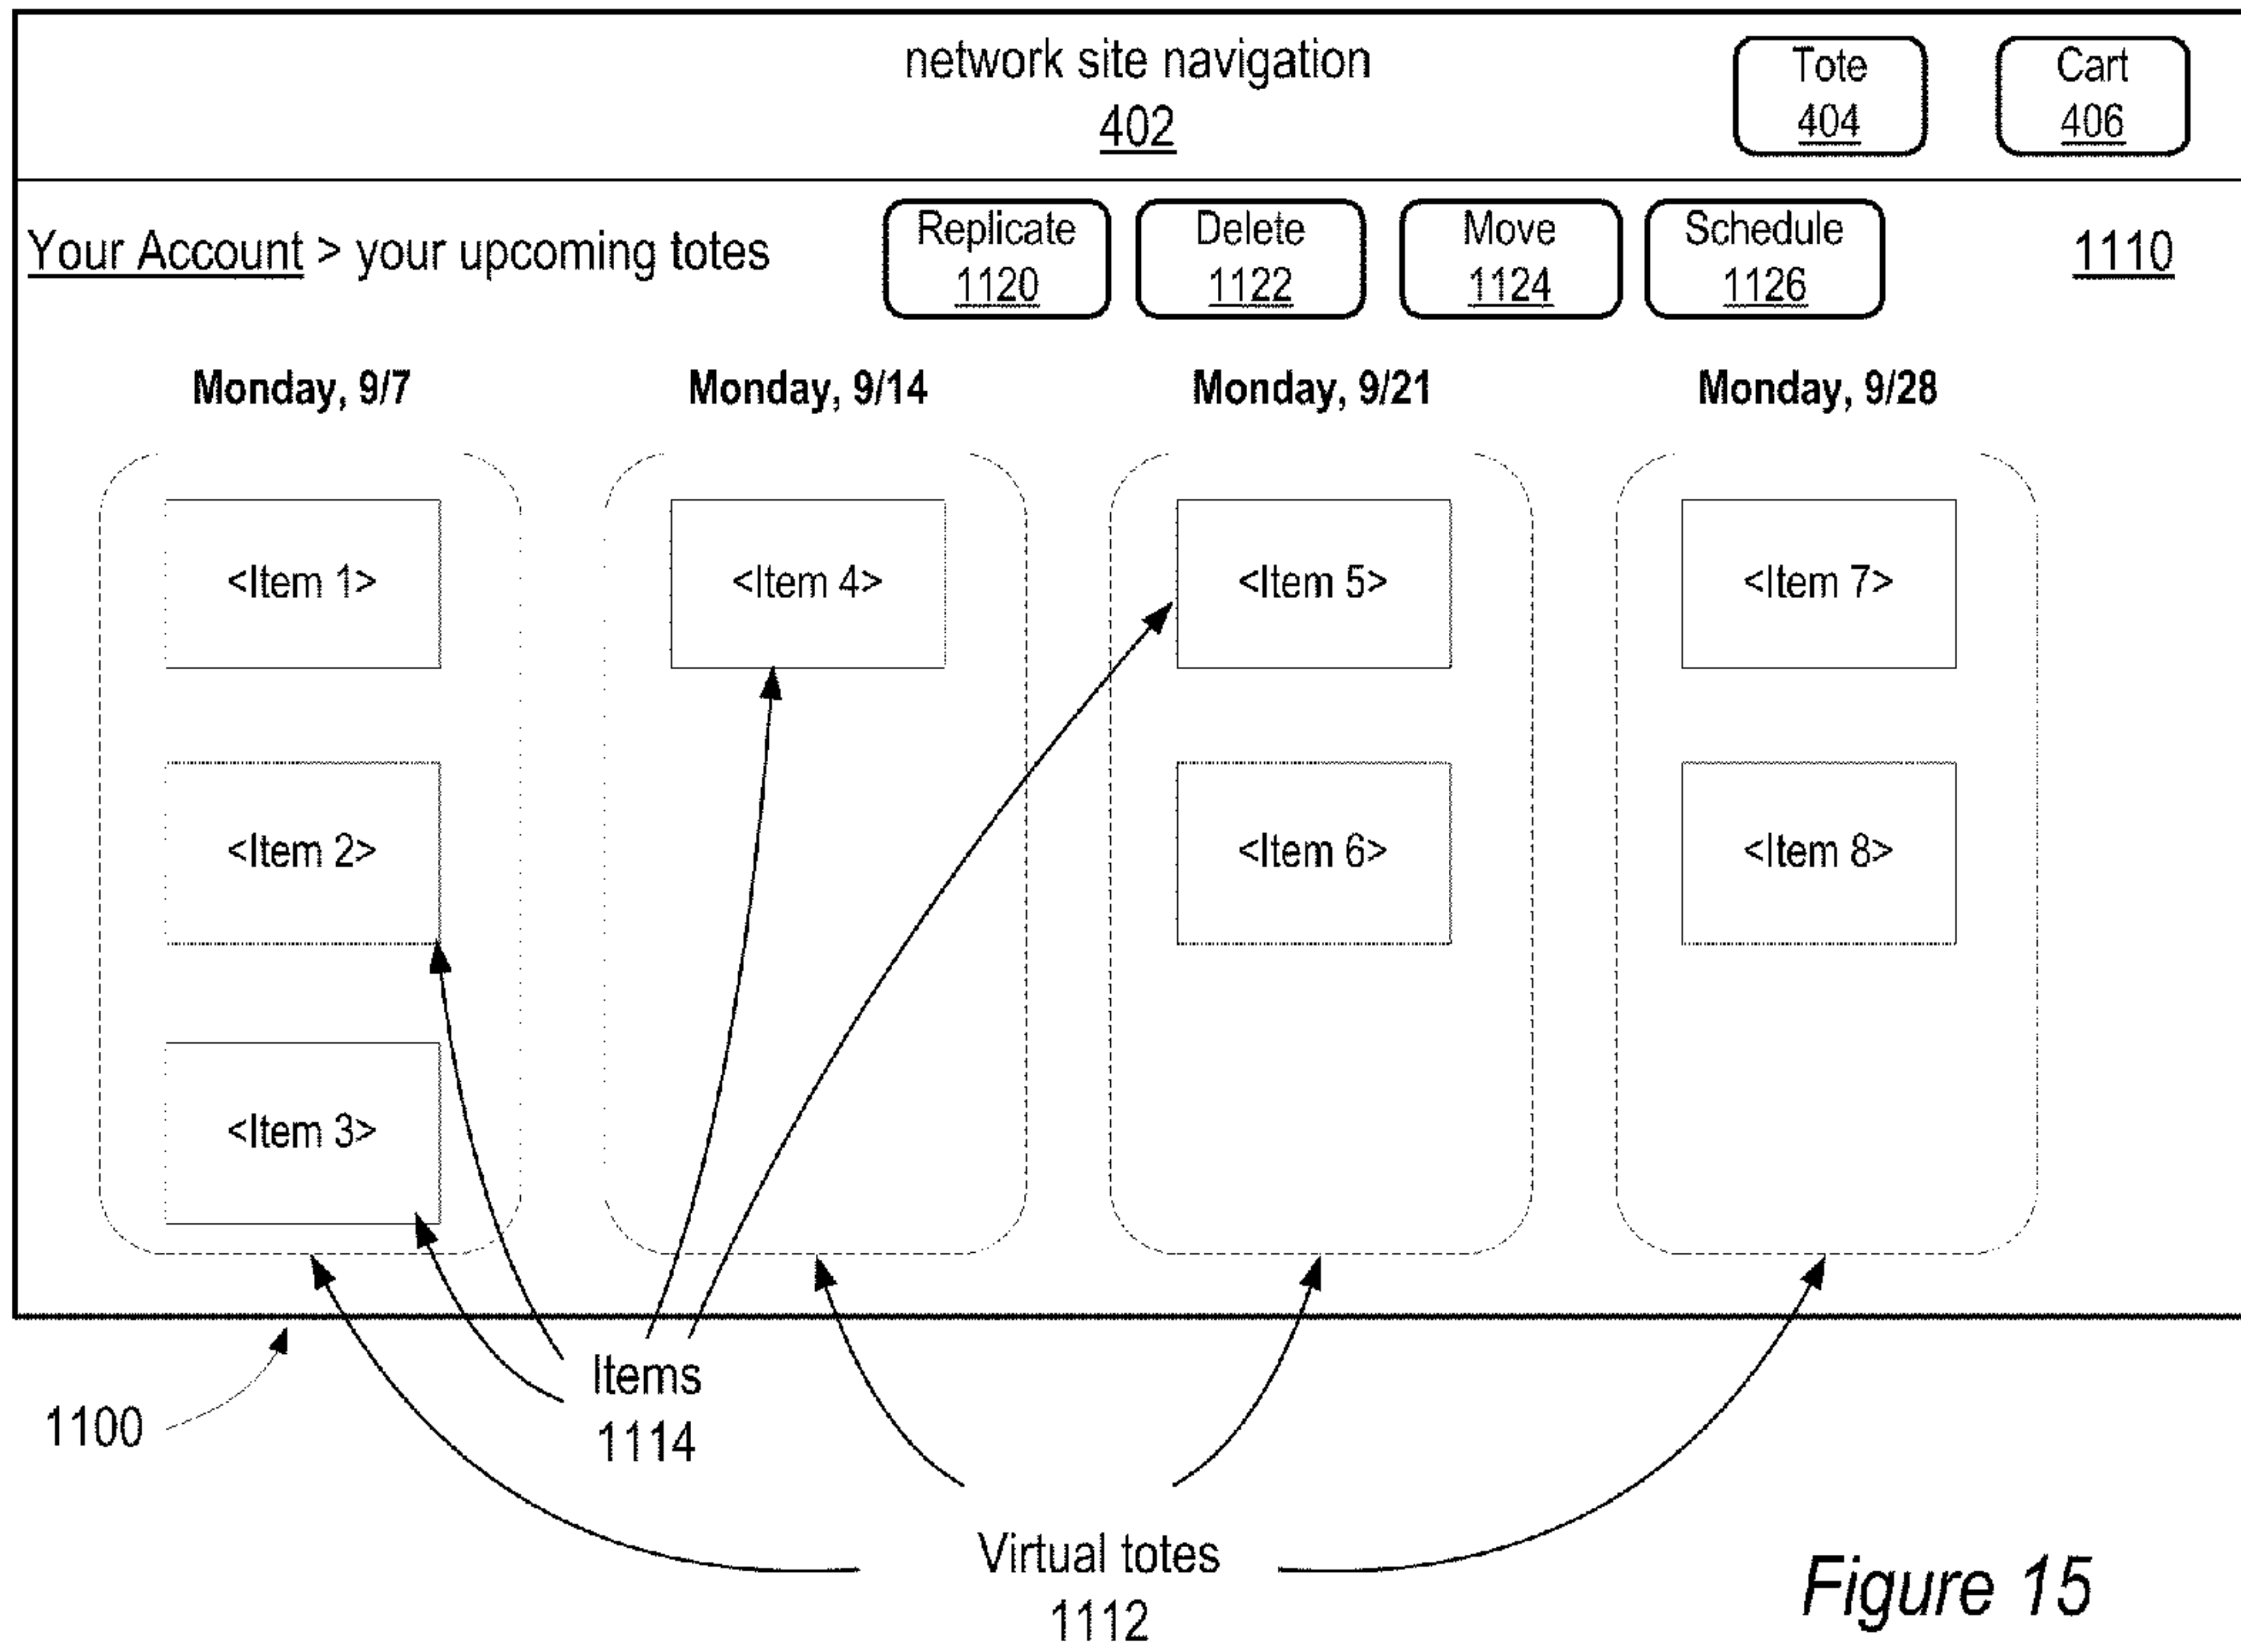 network site navigation
402
Tote
404
Cart
406
Your Account > your upcoming totes
Replicate
1120
Delete
1122
Move
1124
Schedule
1126
1110
Monday, 9/7
Monday, 9/14
Monday, 9/21
Monday, 9/28
<Item 1>
<Item 4>
<Item 5>
<Item 7>
<Item 2>
<Item 6>
<Item 8>
<Item 3>
1100
Items
1114
Virtual totes
1112
Figure 15